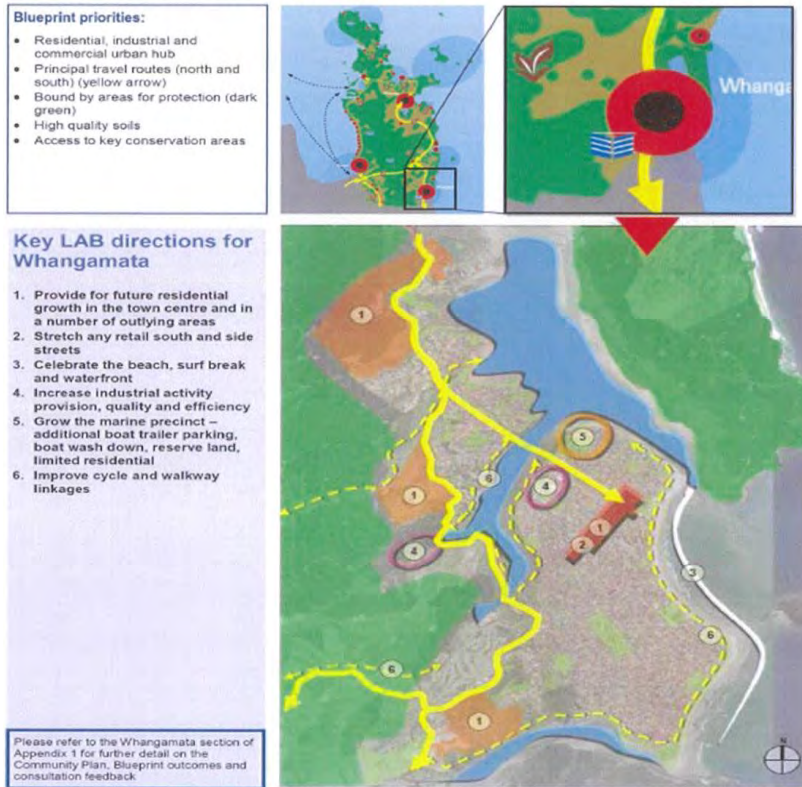 Blueprint priorities:
• Residential, industrial and
commercial urban hub
• Principal travel routes (north and
south) (yellow arrow)
• Bound by areas for protection (dark
green)
• High quality soils
• Access to key conservation areas
Whanga
Key LAB directions for
Whangamata
1. Provide for future residential
growth in the town centre and in
a number of outlying areas
2. Stretch any retail south and side
streets
3. Celebrate the beach, surf break
and waterfront
4. Increase industrial activity
provision, quality and efficiency
5. Grow the marine precinct –
additional boat trailer parking,
boat wash down, reserve land,
limited residential
6. Improve cycle and walkway
linkages
Please refer to the Whangamata section of
Appendix 1 for further detail on the
Community Plan, Blueprint outcomes and
consultation feedback
1
5
6
4
1
1
2
4
3
6
6
1
N